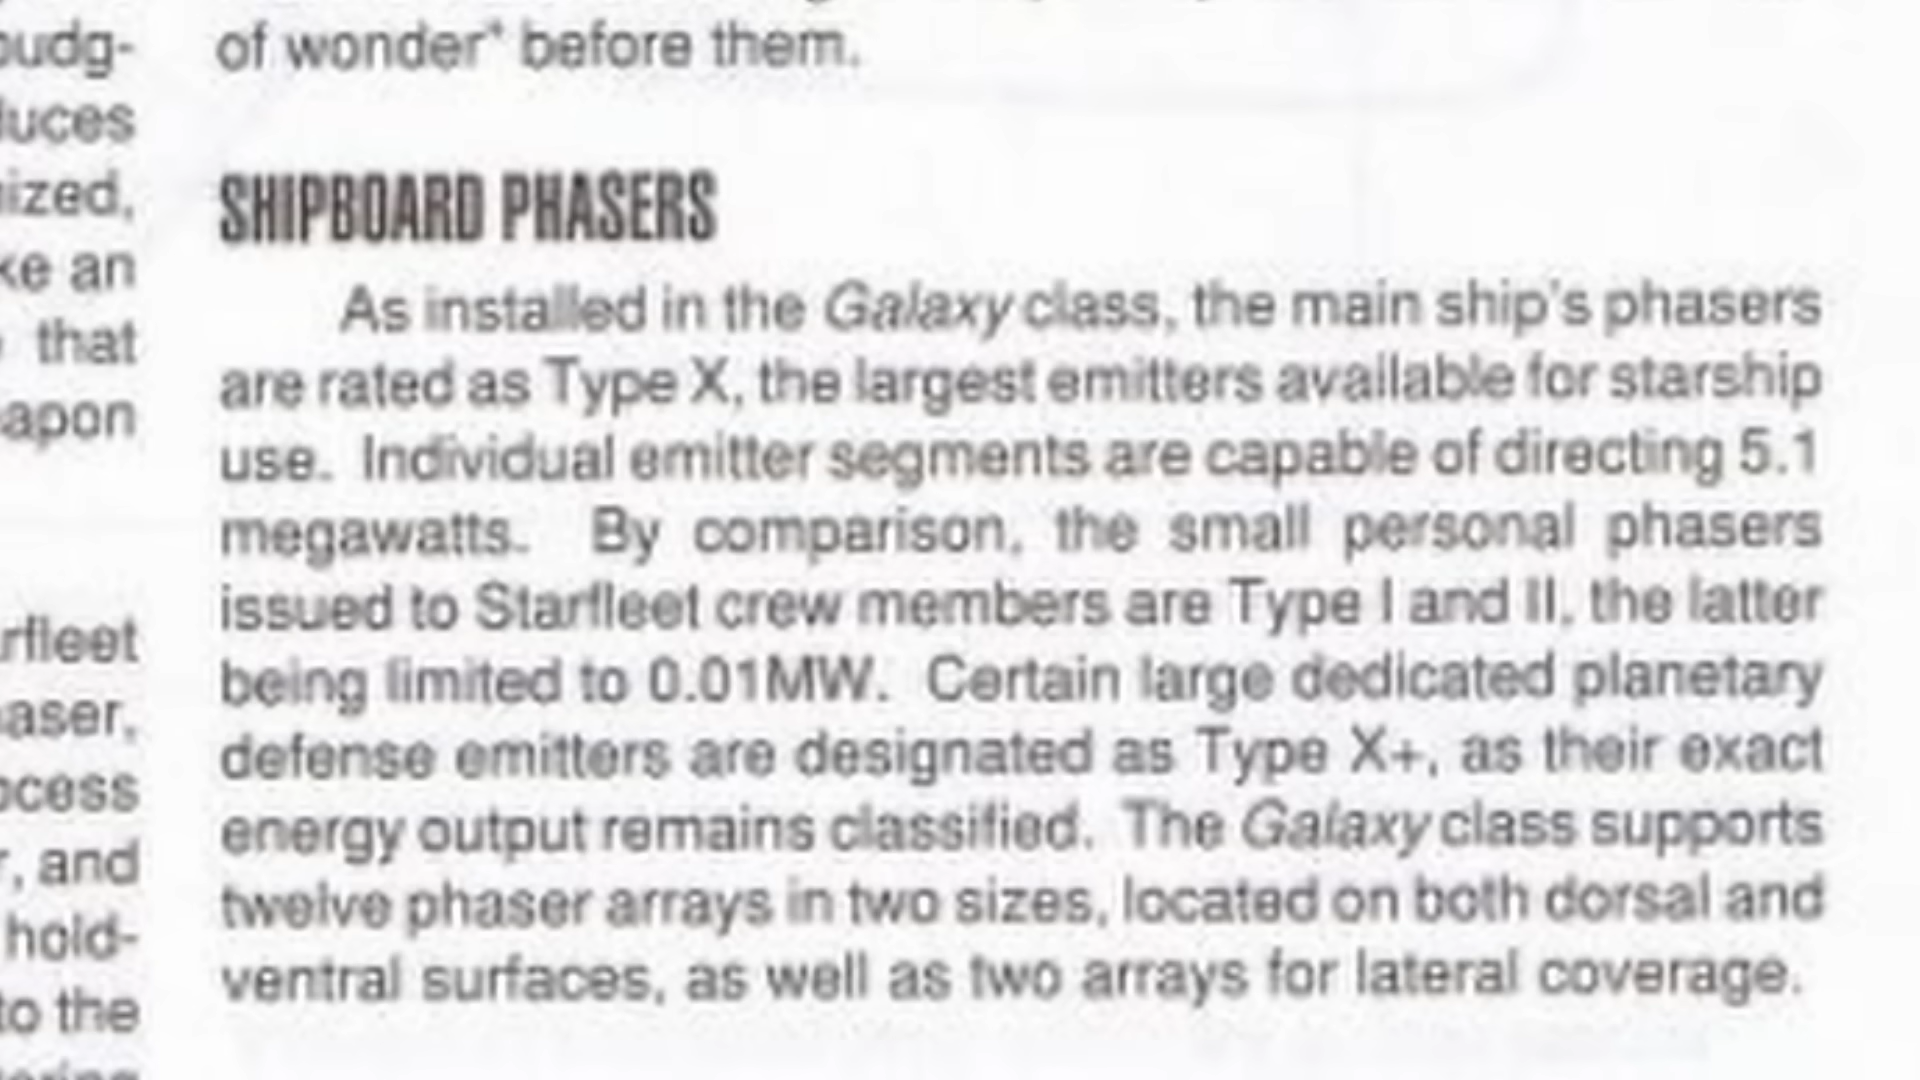 of wonder" before them.
SHIPBOARD PHASERS
As installed in the Galaxy class, the main ship's phasers
are rated as Type X, the largest emitters available for starship
use. Individual emitter segments are capable of directing 5.1
megawatts. By comparison, the small personal phasers
issued to Starfleet crew members are Type I and II, the latter
being limited to 0.01MW. Certain large dedicated planetary
defense emitters are designated as Type X+, as their exact
energy output remains classified. The Galaxy class supports
twelve phaser arrays in two sizes, located on both dorsal and
ventral surfaces, as well as two arrays for lateral coverage.